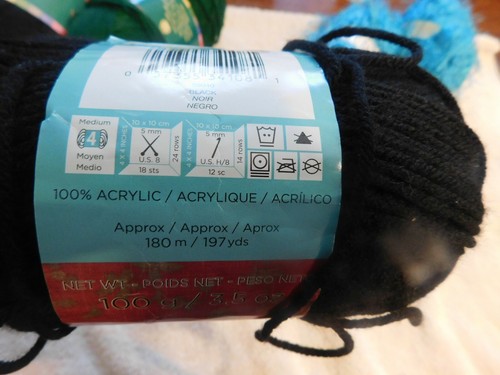 BLACK
NOIR
NEGRO
Medium
4
Moyen
Medio
10 x 10 cm
4 X 4 INCHES
5 mm
U.S. 8
18 sts
24 rows
10 x 10 cm
4 X 4 INCHES
5 mm
U.S. H/8
12 sc
14 rows
100% ACRYLIC / ACRYLIQUE / ACRÍLICO
Approx / Approx / Aprox
180 m / 197yds
NET WT - POIDS NET - PESO NET
100 g / 3.5 oz